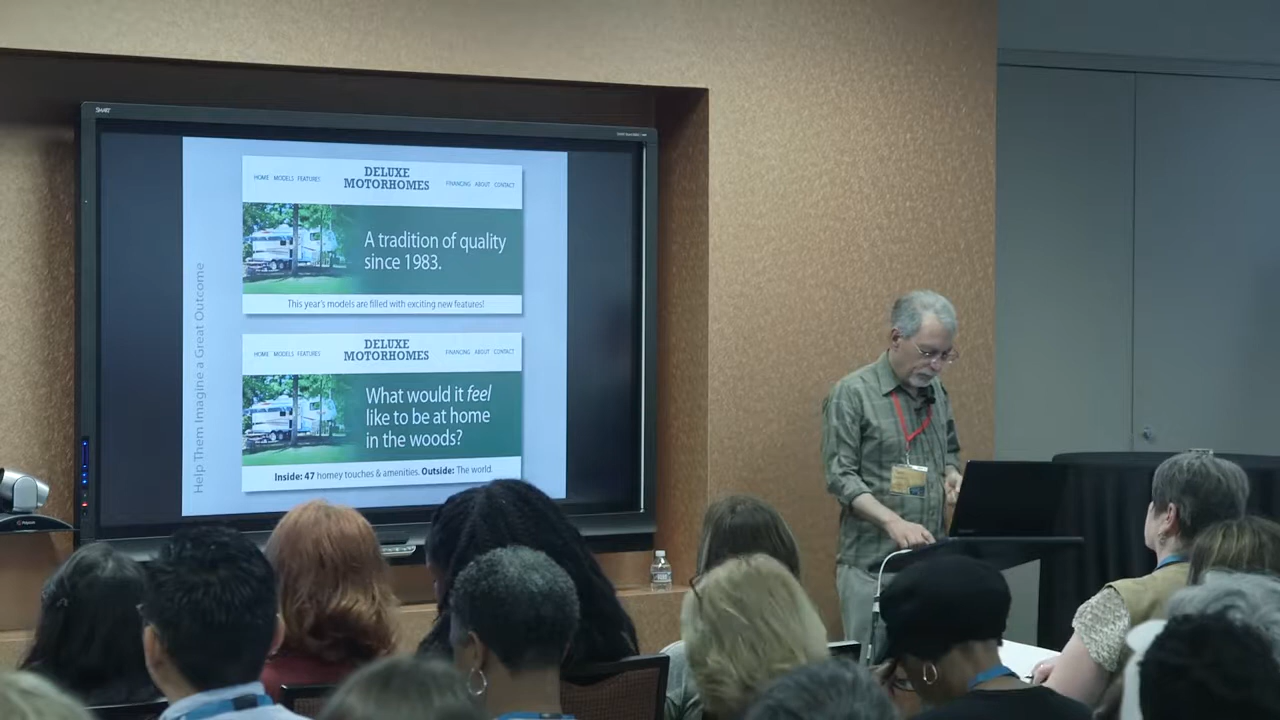 SMART
Help Them Imagine a Great Outcome
HOME MODELS FEATURES
DELUXE
MOTORHOMES
FINANCING ABOUT CONTACT
A tradition of quality
since 1983.
This year's models are filled with exciting new features!
HOME MODELS FEATURES
DELUXE
MOTORHOMES
FINANCING ABOUT CONTACT
What would it feel
like to be at home
in the woods?
Inside: 47 homey touches & amenities. Outside: The world.